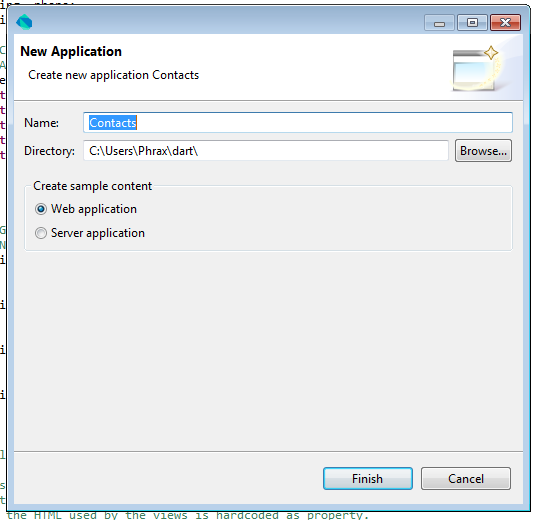 New Application
Create new application Contacts
Name:
Contacts
Directory:
C:\Users\Phrax\dart\
Browse...
Create sample content
Web application
Server application
Finish
Cancel
the HTML used by the views is hardcoded as property.